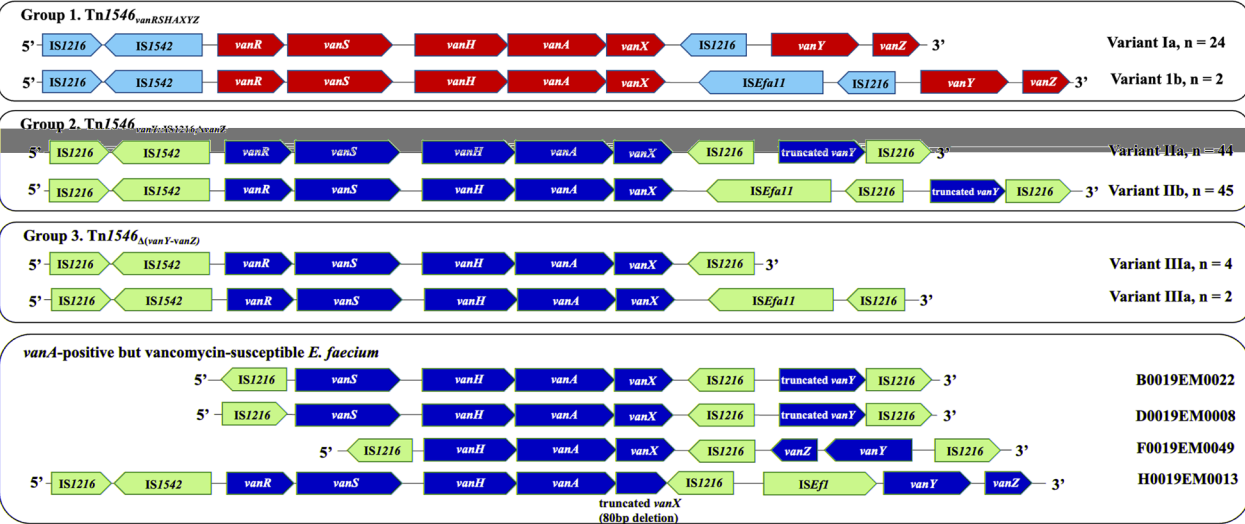 Group 1. Tn1546vanRSHAXYZ
5’ IS1216 IS1542 vanR vanS vanH vanA vanX IS1216 vanY vanZ 3’ Variant Ia, n = 24
5’ IS1216 IS1542 vanR vanS vanH vanA vanX ISEfa11 IS1216 vanY vanZ 3’ Variant 1b, n = 2
Group 2. Tn1546
5’ IS1216 IS1542 vanR vanS vanH vanA vanX IS1216 truncated vanY IS1216 3’ Variant IIa, n = 44
5’ IS1216 IS1542 vanR vanS vanH vanA vanX ISEfa11 IS1216 truncated vanY IS1216 3’ Variant IIb, n = 45
Group 3. Tn1546Δ(vanY-vanZ)
5’ IS1216 IS1542 vanR vanS vanH vanA vanX IS1216 3’ Variant IIIa, n = 4
5’ IS1216 IS1542 vanR vanS vanH vanA vanX ISEfa11 IS1216 3’ Variant IIIa, n = 2
vanA-positive but vancomycin-susceptible E. faecium
5’ IS1216 vanS vanH vanA vanX IS1216 truncated vanY IS1216 3’ B0019EM0022
5’ IS1216 vanS vanH vanA vanX IS1216 truncated vanY IS1216 3’ D0019EM0008
5’ IS1216 vanH vanA vanX IS1216 vanZ vanY IS1216 3’ F0019EM0049
5’ IS1216 IS1542 vanR vanS vanH vanA IS1216 ISEf1 vanY vanZ 3’ H0019EM0013
truncated vanX
(80bp deletion)